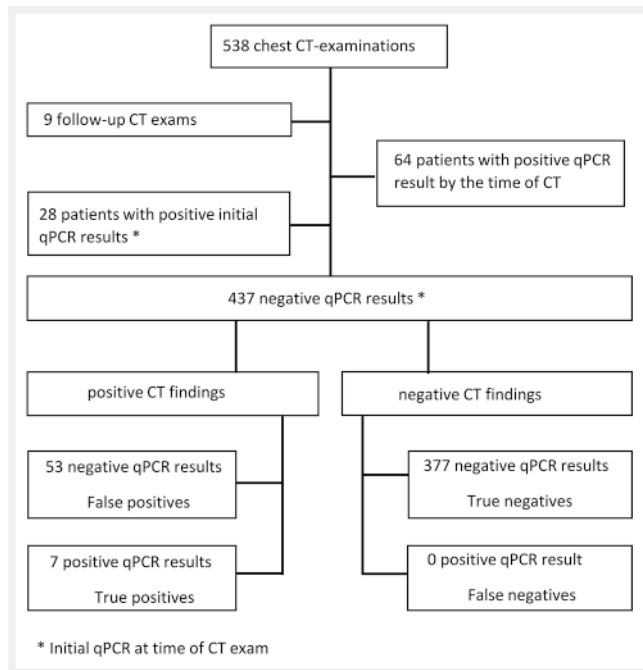 538 chest CT-examinations
9 follow-up CT exams
64 patients with positive qPCR
result by the time of CT
28 patients with positive initial
qPCR results *
437 negative qPCR results *
positive CT findings
negative CT findings
53 negative qPCR results
False positives
377 negative qPCR results
True negatives
7 positive qPCR results
True positives
0 positive qPCR result
False negatives
* Initial qPCR at time of CT exam